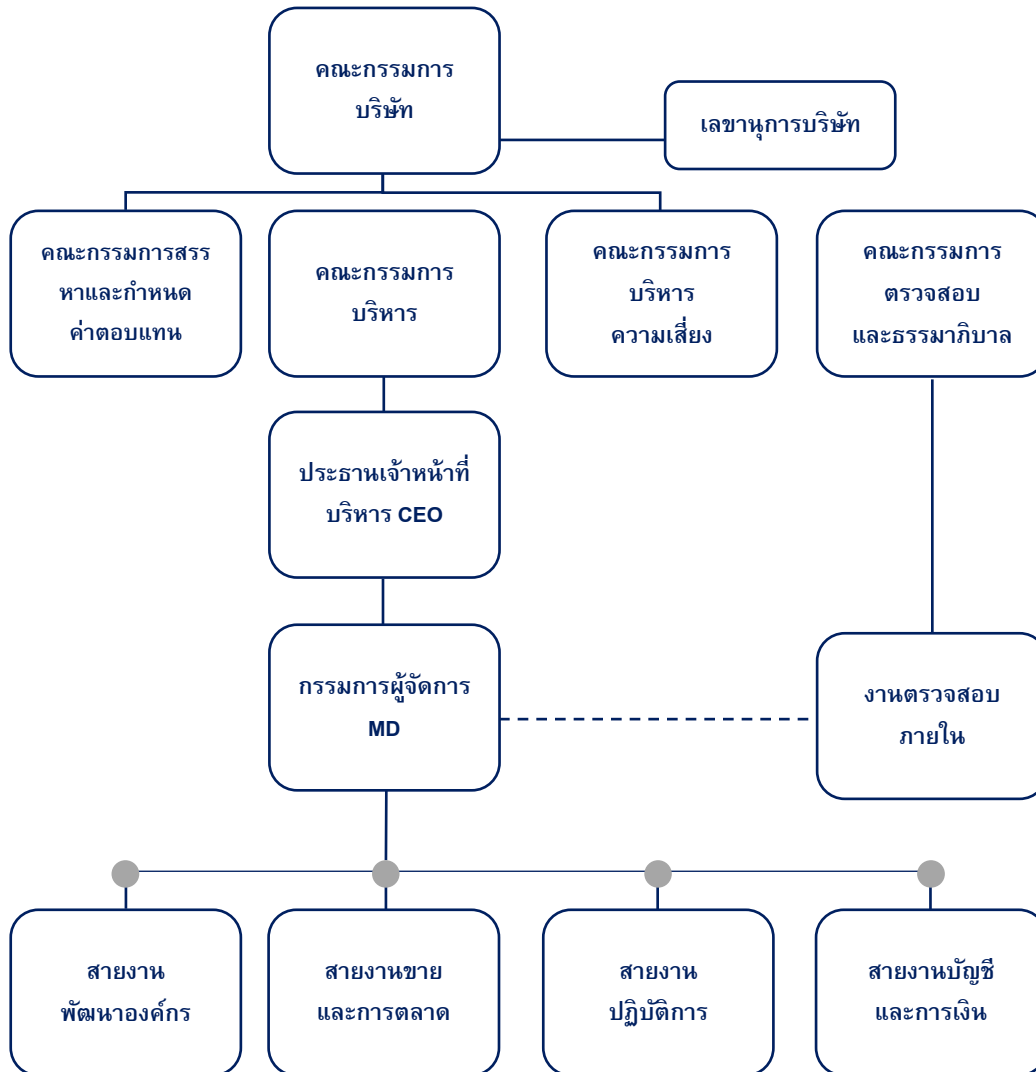 คณะกรรมการ
บริษัท
เลขานุการบริษัท
คณะกรรมการสรร
หาและกำหนด
ค่าตอบแทน
คณะกรรมการ
บริหาร
คณะกรรมการ
บริหาร
ความเสี่ยง
คณะกรรมการ
ตรวจสอบ
และธรรมาภิบาล
ประธานเจ้าหน้าที่
บริหาร CEO
กรรมการผู้จัดการ
MD
งานตรวจสอบ
ภายใน
สายงาน
พัฒนาองค์กร
สายงานขาย
และการตลาด
สายงาน
ปฏิบัติการ
สายงานบัญชี
และการเงิน